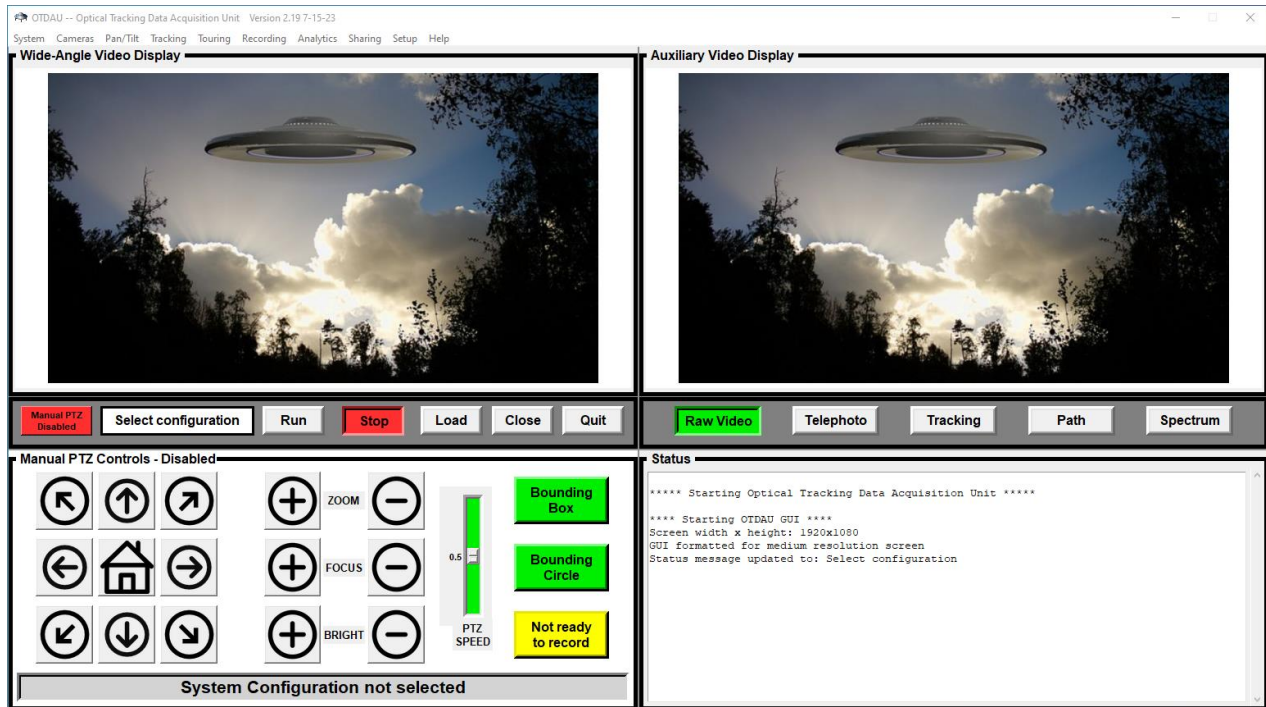 OTDAU -- Optical Tracking Data Acquisition Unit Version 2.19 7-15-23
System Cameras Pan/Tilt Tracking Touring Recording Analytics Sharing Setup Help
Wide-Angle Video Display
Auxiliary Video Display
Manual PTZ
Disabled
Select configuration
Run
Stop
Load
Close
Quit
Raw Video
Telephoto
Tracking
Path
Spectrum
Manual PTZ Controls - Disabled
ZOOM
FOCUS
BRIGHT
0.5
PTZ
SPEED
Bounding
Box
Bounding
Circle
Not ready
to record
System Configuration not selected
Status
***** Starting Optical Tracking Data Acquisition Unit *****
**** Starting OTDAU GUI ****
Screen width x height: 1920x1080
GUI formatted for medium resolution screen
Status message updated to: Select configuration